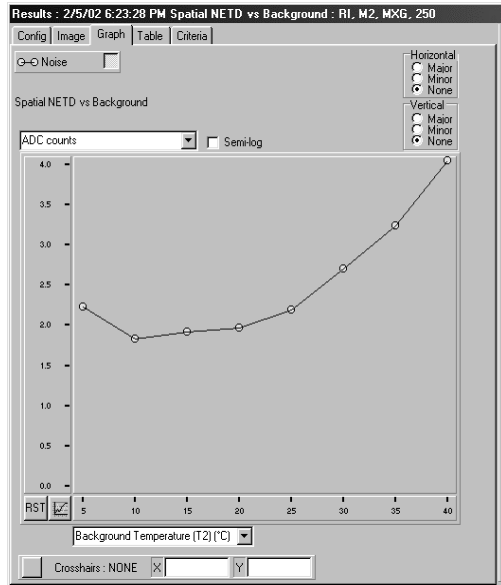 Results : 2/5/02 6:23:28 PM Spatial NETD vs Background : RI, M2, MXG, 250
Config Image Graph Table Criteria
Noise
Horizontal
Major
Minor
None
Spatial NETD vs Background
Vertical
Major
Minor
None
ADC counts
Semi-log
4.0
3.5
3.0
2.5
2.0
1.5
1.0
0.5
0.0
RST
5 10 15 20 25 30 35 40
Background Temperature (T2) (°C)
Crosshairs : NONE X Y